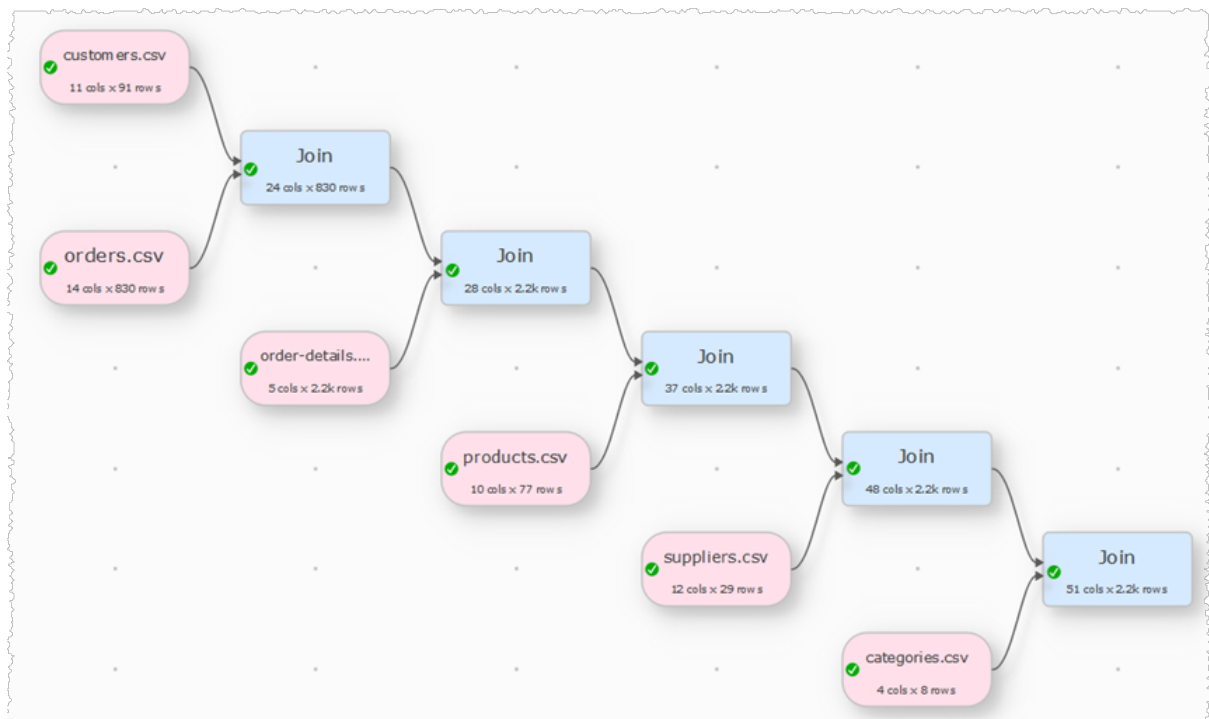 customers.csv
11 cols x 91 rows
Join
24 cols x 830 rows
orders.csv
14 cols x 830 rows
Join
28 cols x 2.2k rows
order-details....
5 cols x 2.2k rows
Join
37 cols x 2.2k rows
products.csv
10 cols x 77 rows
Join
48 cols x 2.2k rows
suppliers.csv
12 cols x 29 rows
Join
51 cols x 2.2k rows
categories.csv
4 cols x 8 rows